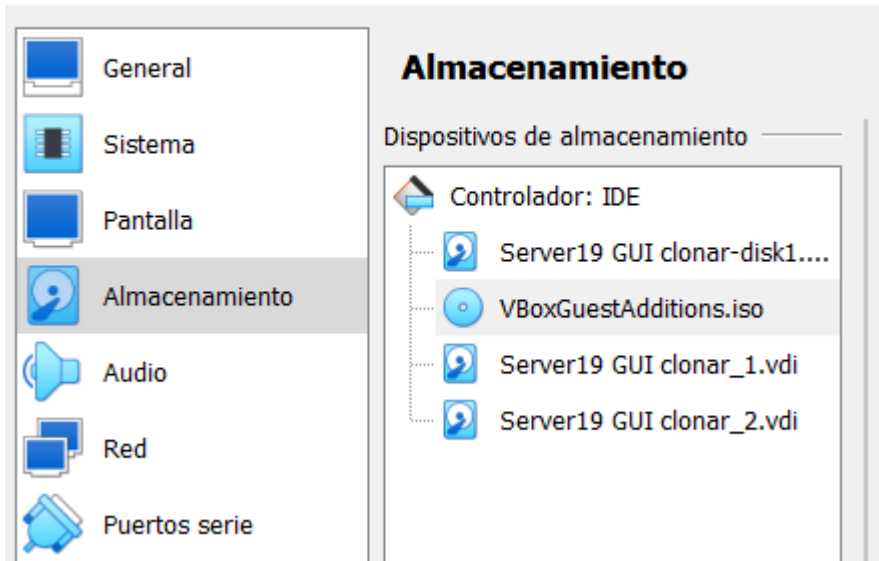 General
Sistema
Pantalla
Almacenamiento
Audio
Red
Puertos serie
Almacenamiento
Dispositivos de almacenamiento
Controlador: IDE
Server19 GUI clonar-disk1....
VBoxGuestAdditions.iso
Server19 GUI clonar_1.vdi
Server19 GUI clonar_2.vdi